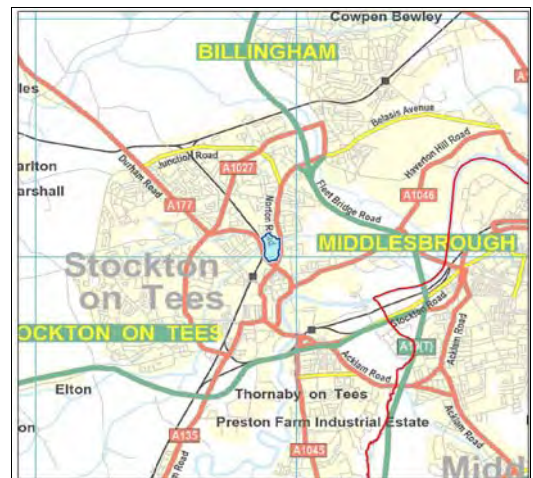 Cowpen Bewley
BILLINGHAM
A
les
Belasis Avenue
Haverton Hill Road
Junction Road
A1027
arlton
arshall
Durham Road
A177
Norton Road
Fleet Bridge Road
A1046
MIDDLESBROUGH
Stockton
on Tees
OCKTON ON TEES
Stockton Road
A19(T)
Acklam Road
Acklam Road
Elton
Thornaby on Tees
Acklam Road
on
Preston Farm Industrial Estate
A135
m Road
A1045
Midd